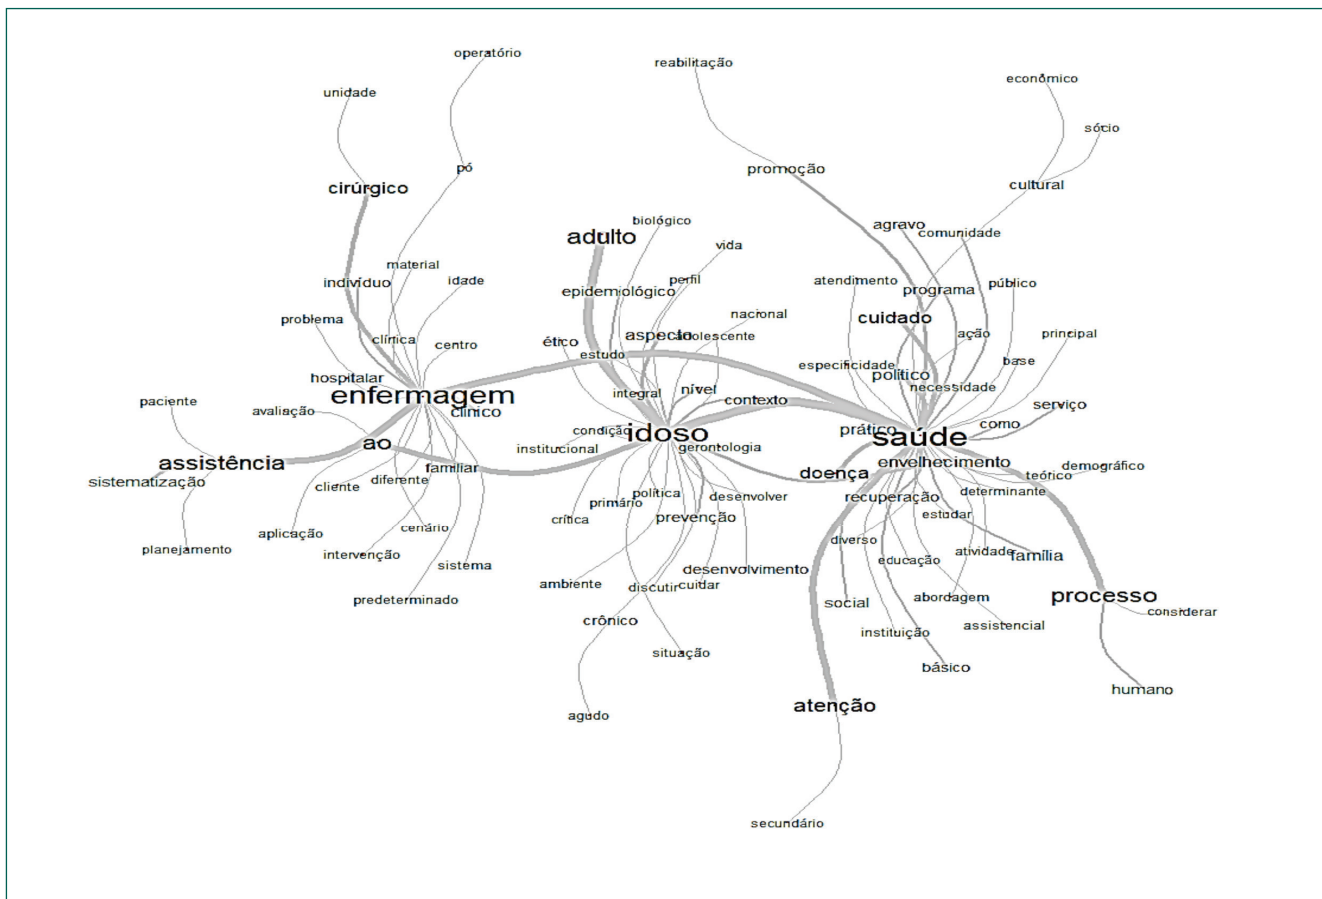 operatório
reabilitação
econômico
unidade
sócio
pó
promoção
cirúrgico
cultural
biológico
agravo
comunidade
adulto
vida
material
indivíduo
idade
perfil
atendimento
público
epidemiológico
programa
nacional
problema
cuidado
ação
principal
clínica
ético
aspecto
adolescente
centro
estudo
base
especificidade
hospitalar
político
necessidade
enfermagem
nível
integral
contexto
paciente
avaliação
clínico
serviço
como
condição
prático
idoso
saúde
ao
institucional
gerontologia
assistência
familiar
envelhecimento
demográfico
doença
teórico
sistematização
diferente
cliente
política
determinante
desenvolver
recuperação
primário
prevenção
estudar
crítica
cenário
aplicação
diverso
planejamento
intervenção
atividade
família
educação
sistema
desenvolvimento
ambiente
discutir
cuidar
processo
abordagem
predeterminado
social
considerar
crônico
assistencial
instituição
situação
básico
humano
atenção
agudo
secundário